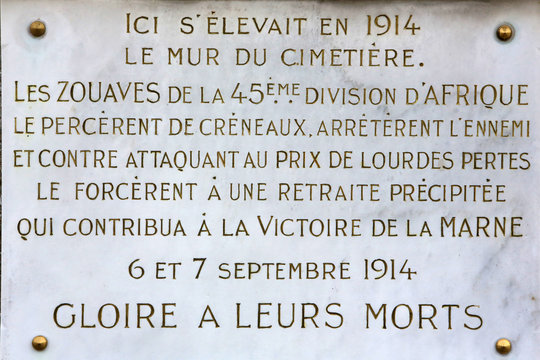 ICI S'ÉLEVAIT EN 1914
LE MUR DU CIMETIÈRE.
LES ZOUAVES DE LA 45ÈME DIVISION D'AFRIQUE
LE PERCÈRENT DE CRÉNEAUX, ARRÊTÈRENT L'ENNEMI
ET CONTRE ATTAQUANT AU PRIX DE LOURDES PERTES
LE FORCÈRENT À UNE RETRAITE PRÉCIPITÉE
QUI CONTRIBUA À LA VICTOIRE DE LA MARNE
6 ET 7 SEPTEMBRE 1914
GLOIRE A LEURS MORTS